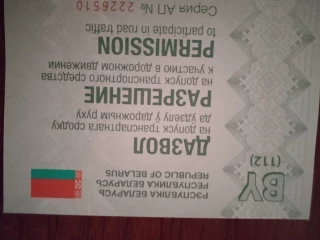 BY
(112)
РЭСПУБЛІКА БЕЛАРУСЬ
РЕСПУБЛИКА БЕЛАРУСЬ
REPUBLIC OF BELARUS
ДАЗВОЛ
на допуск транспартнага сродку
да ўдзелу ў дарожным руху
РАЗРЕШЕНИЕ
на допуск транспортного средства
к участию в дорожном движении
PERMISSION
to participate in road traffic
Серия АП № 2226510